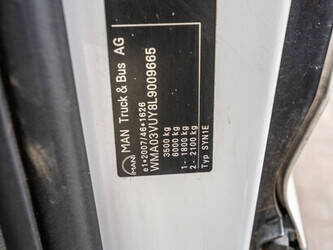 MAN
MAN Truck & Bus AG
e1*2007/46*1626
WMA03VUY8L9009665
3500 kg
6000 kg
1- 1800 kg
2- 2100 kg
Typ SYN1E